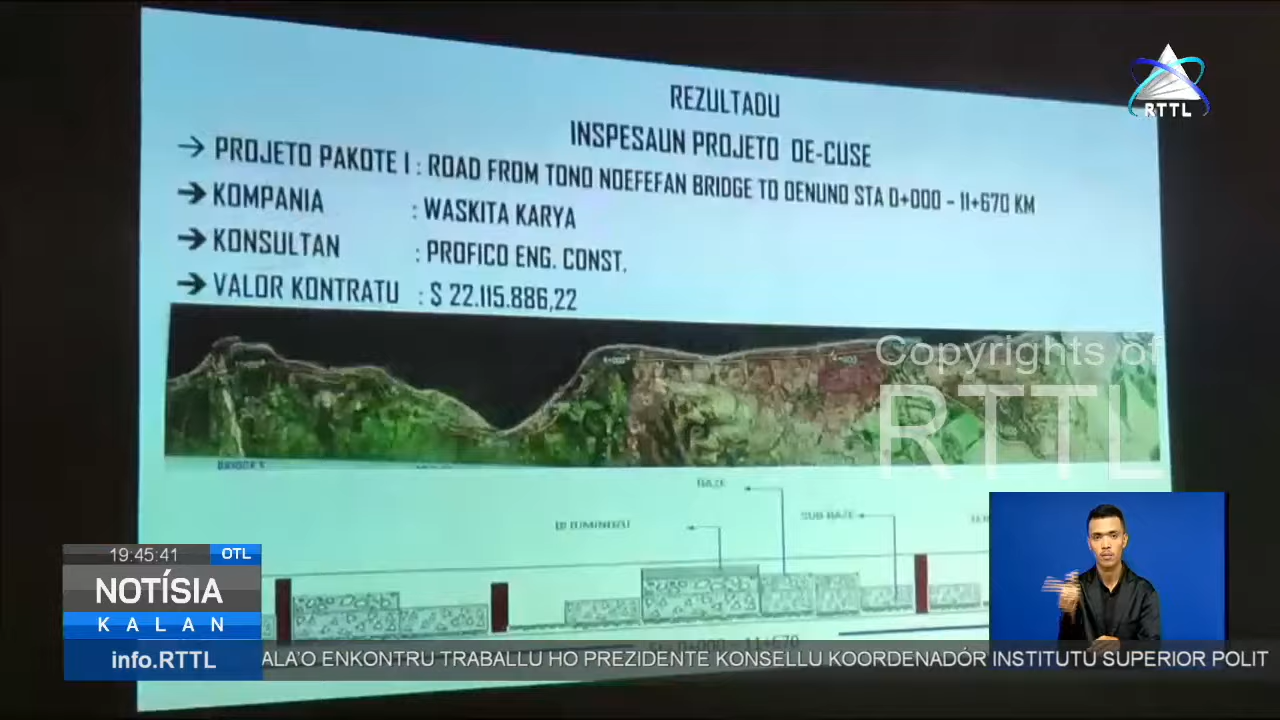 REZULTADU
INSPESAUN PROJETO DE-CUSE
→ PROJETO PAKOTE I : ROAD FROM TONO NOEFEFAN BRIDGE TO OENUNO STA 0+000 - 11+670 KM
→ KOMPANIA : WASKITA KARYA
→ KONSULTAN : PROFICO ENG. CONST.
→ VALOR KONTRATU : $ 22.115.886,22
RTTL
Copyrights of
RTTL
BAZE
SUB BAZE
19:45:41 OTL
NOTÍSIA
KALAN
info.RTTL
ALA'O ENKONTRU TRABALLU HO PREZIDENTE KONSELLU KOORDENADÓR INSTITUTU SUPERIOR POLIT